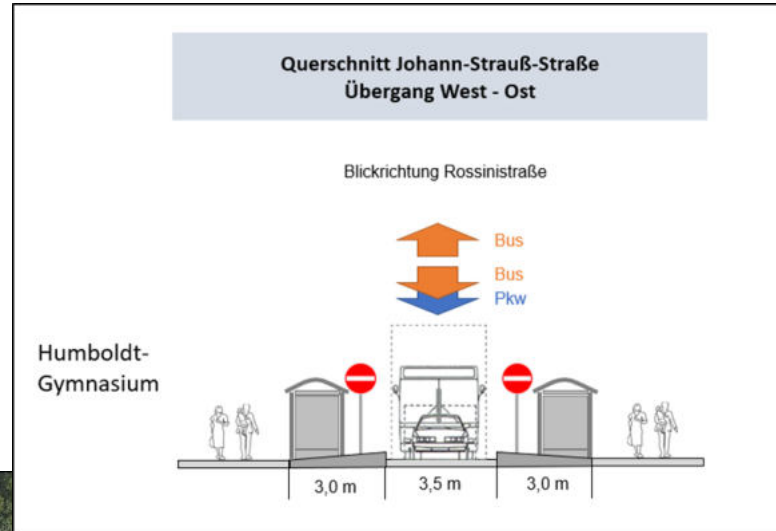 Querschnitt Johann-Strauß-Straße
Übergang West - Ost
Blickrichtung Rossinistraße
Bus
Bus
Pkw
Humboldt-
Gymnasium
3,0 m
3,5 m
3,0 m